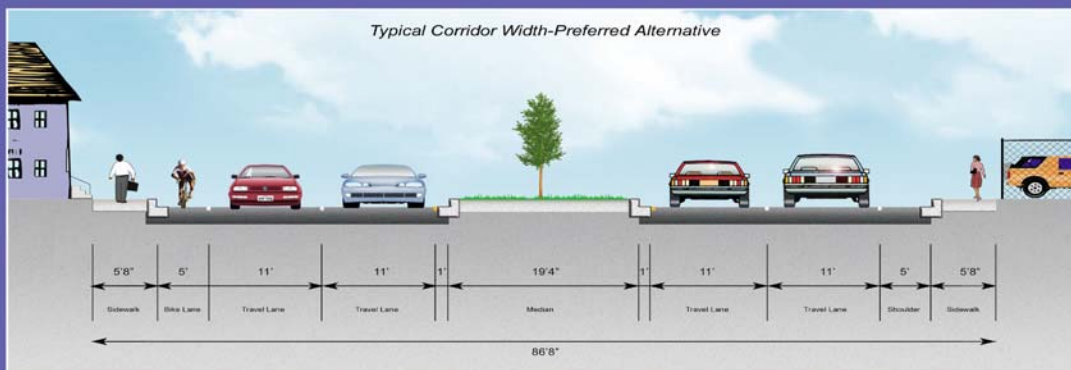 Typical Corridor Width-Preferred Alternative
5'8" 5' 11' 11' 1' 19'4" 1' 11' 11' 5' 5'8"
Sidewalk Bike Lane Travel Lane Travel Lane Median Travel Lane Travel Lane Shoulder Sidewalk
86'8"